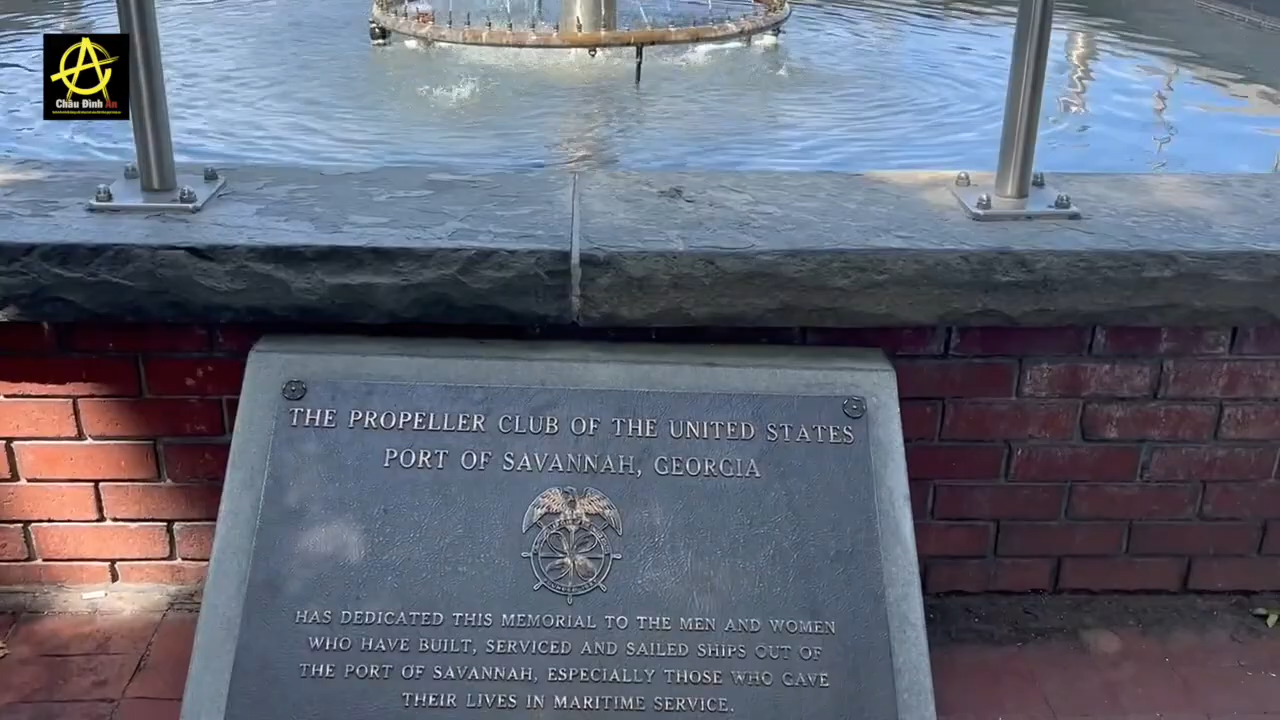 Châu Đình Ân
THE PROPELLER CLUB OF THE UNITED STATES
PORT OF SAVANNAH, GEORGIA
HAS DEDICATED THIS MEMORIAL TO THE MEN AND WOMEN
WHO HAVE BUILT, SERVICED AND SAILED SHIPS OUT OF
THE PORT OF SAVANNAH, ESPECIALLY THOSE WHO GAVE
THEIR LIVES IN MARITIME SERVICE.